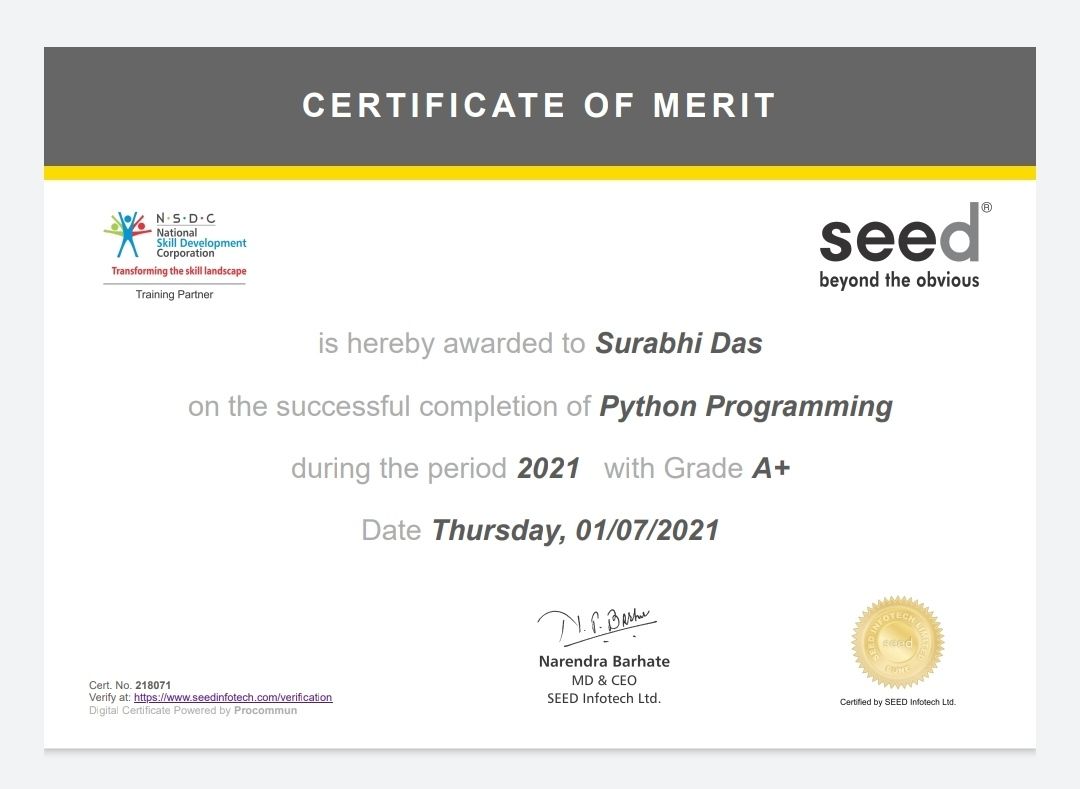 CERTIFICATE OF MERIT
N·S·D·C
National
Skill Development
Corporation
Transforming the skill landscape
Training Partner
seed®
beyond the obvious
is hereby awarded to Surabhi Das
on the successful completion of Python Programming
during the period 2021 with Grade A+
Date Thursday, 01/07/2021
N. P. Barhate
Narendra Barhate
MD & CEO
SEED Infotech Ltd.
SEED INFOTECH LIMITED
seed
PUNE
Certified by SEED Infotech Ltd.
Cert. No. 218071
Verify at: https://www.seedinfotech.com/verification
Digital Certificate Powered by Procommun